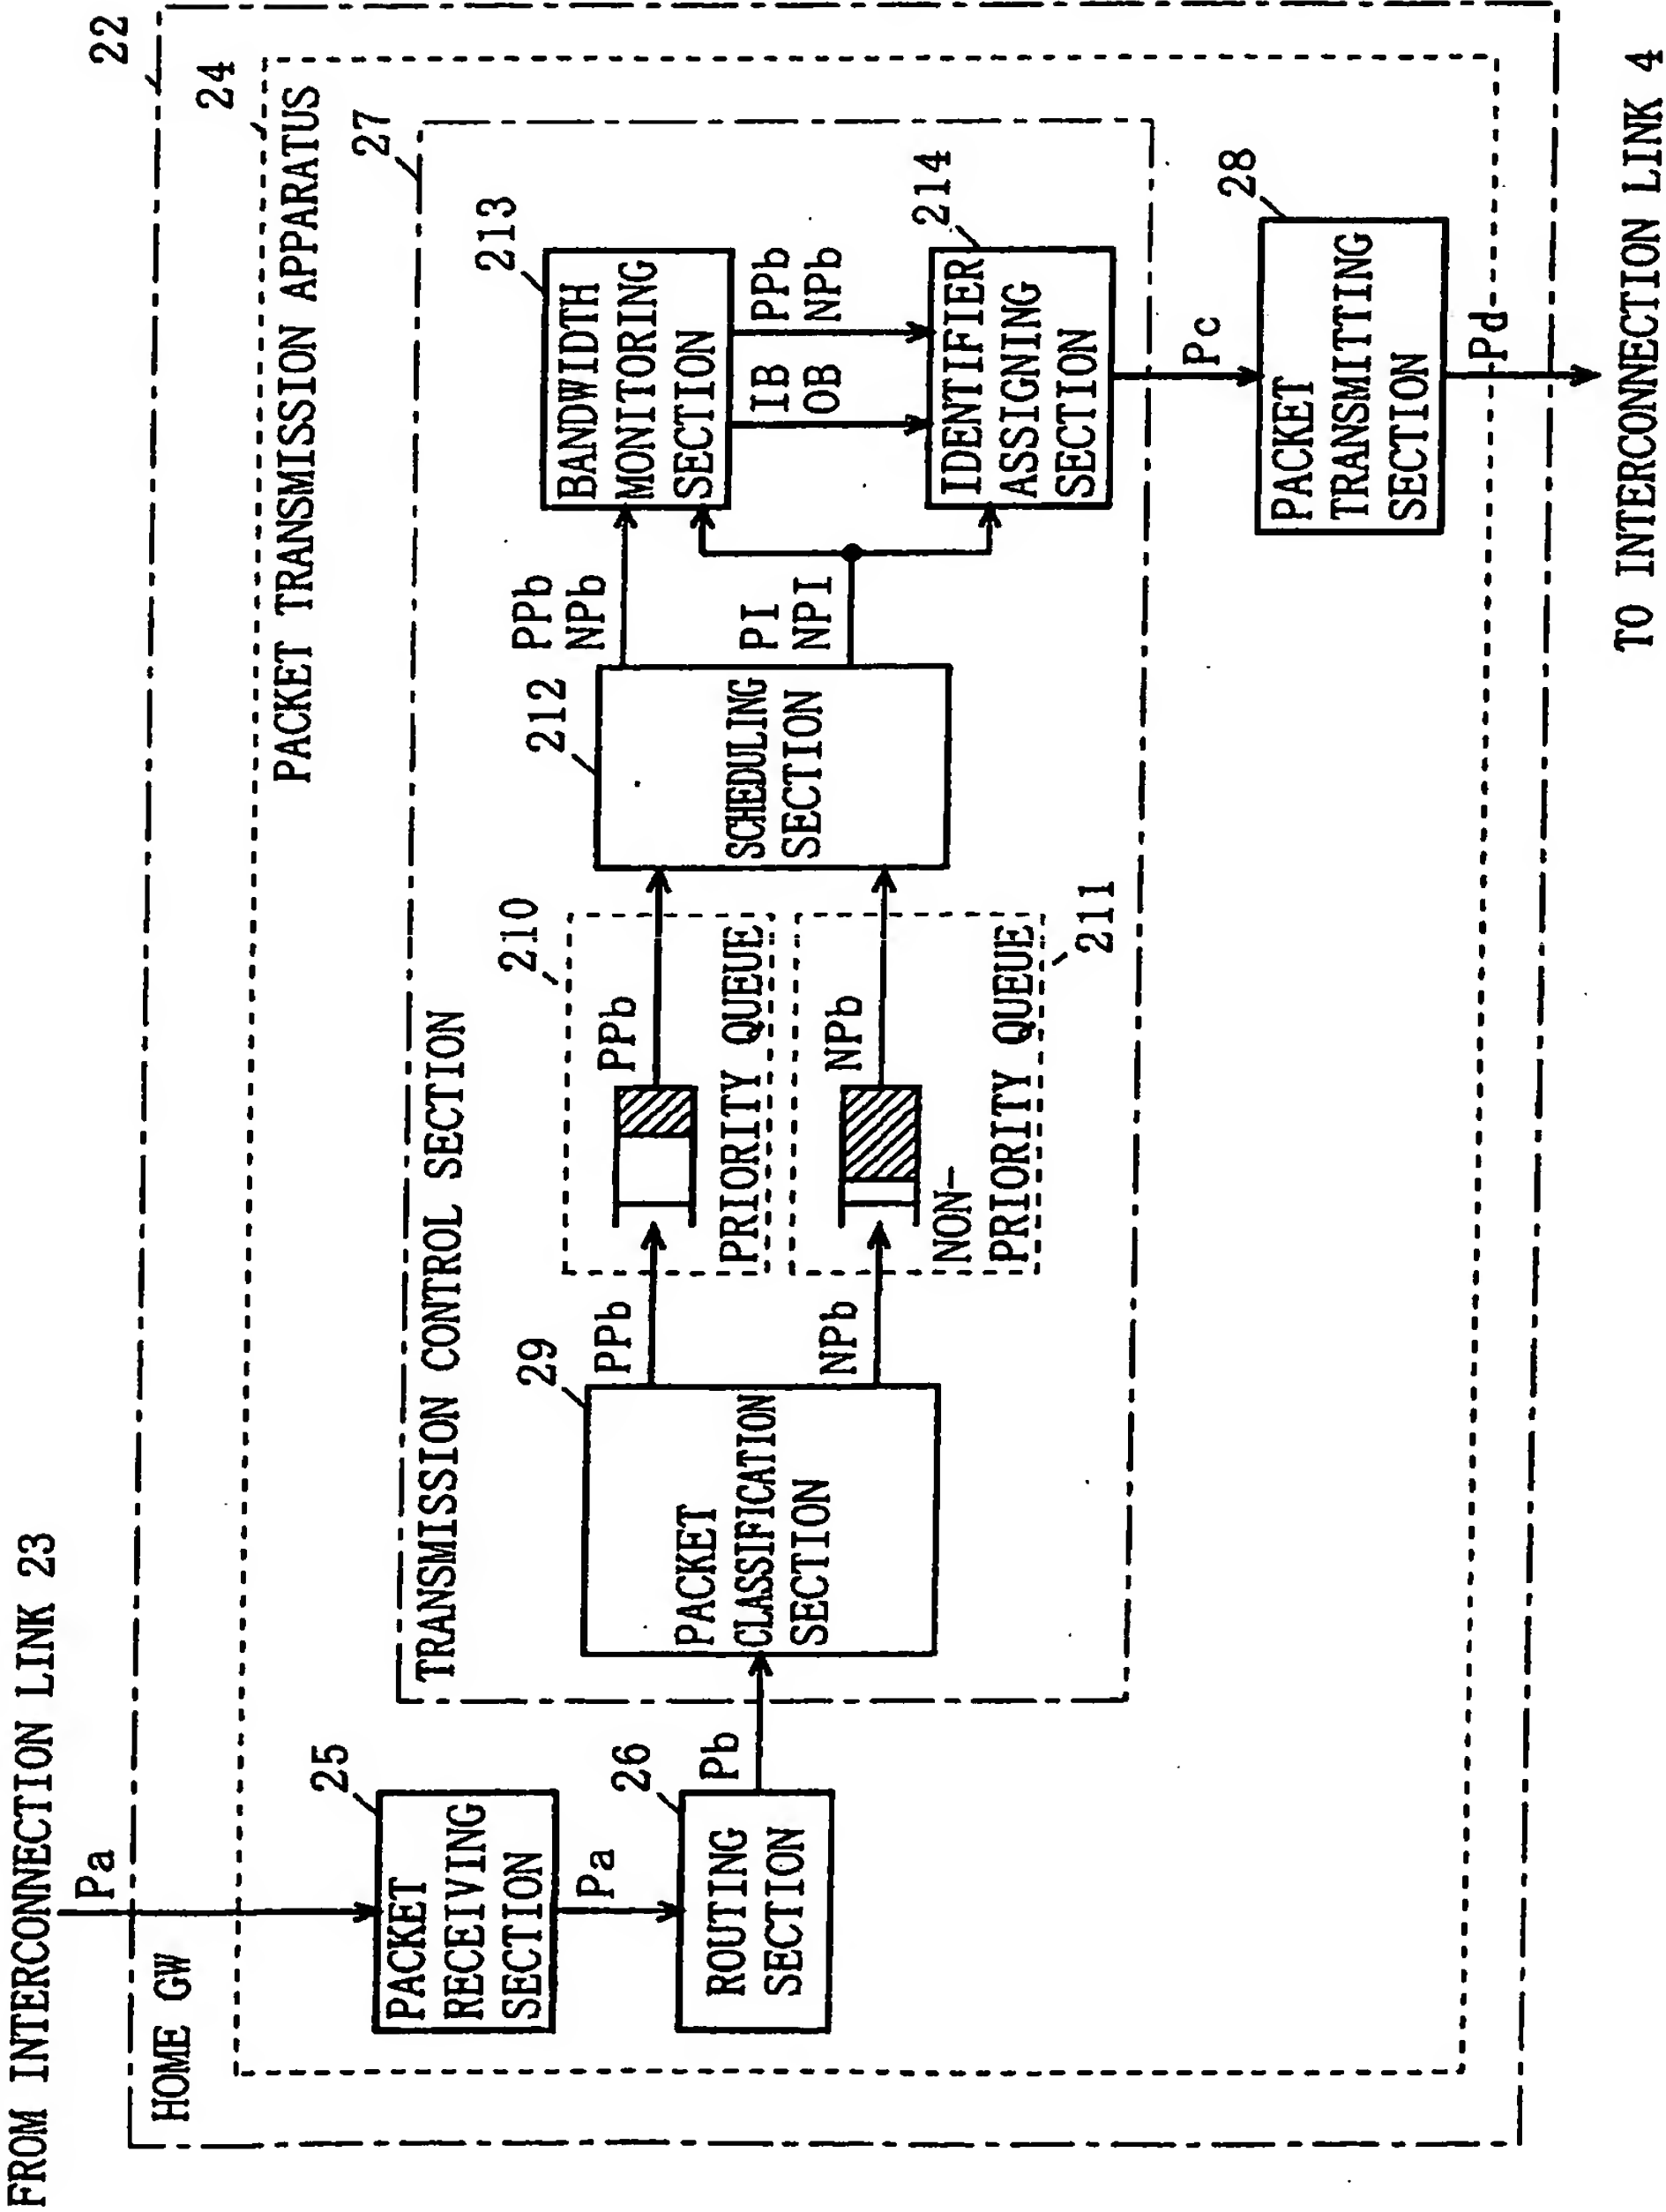 FROM INTERCONNECTION LINK 23
Pa
22
HOME GW
24
PACKET TRANSMISSION APPARATUS
25
PACKET
RECEIVING
SECTION
Pa
26
ROUTING
SECTION
Pb
27
TRANSMISSION CONTROL SECTION
29
PACKET
CLASSIFICATION
SECTION
PPb
NPb
210
PPb
PRIORITY QUEUE
NPb
NON-
PRIORITY QUEUE
211
212
SCHEDULING
SECTION
PPb
NPb
PI
NPI
213
BANDWIDTH
MONITORING
SECTION
IB
OB
PPb
NPb
214
IDENTIFIER
ASSIGNING
SECTION
Pc
28
PACKET
TRANSMITTING
SECTION
Pd
TO INTERCONNECTION LINK 4